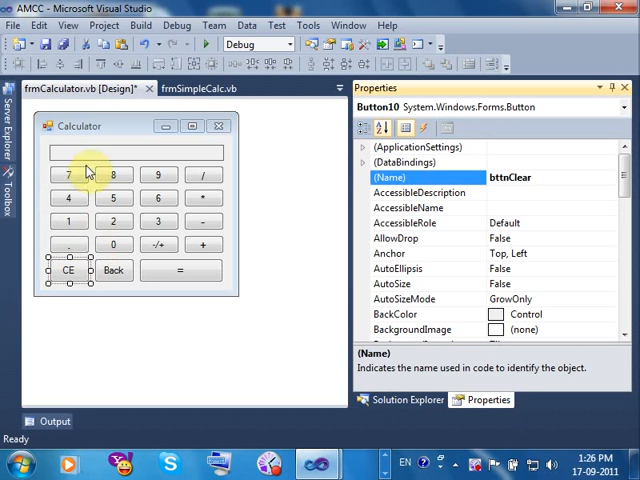 AMCC - Microsoft Visual Studio
File Edit View Project Build Debug Team Data Tools Test Window Help
Debug
frmCalculator.vb [Design]* frmSimpleCalc.vb
Properties
Button10 System.Windows.Forms.Button
Server Explorer
Toolbox
Calculator
7 8 9 /
4 5 6 *
1 2 3 -
. 0 -/+ +
CE Back =
(ApplicationSettings)
(DataBindings)
(Name) bttnClear
AccessibleDescription
AccessibleName
AccessibleRole Default
AllowDrop False
Anchor Top, Left
AutoEllipsis False
AutoSize False
AutoSizeMode GrowOnly
BackColor Control
BackgroundImage (none)
(Name)
Indicates the name used in code to identify the object.
Solution Explorer Properties
Output
Ready
EN
1:26 PM
17-09-2011